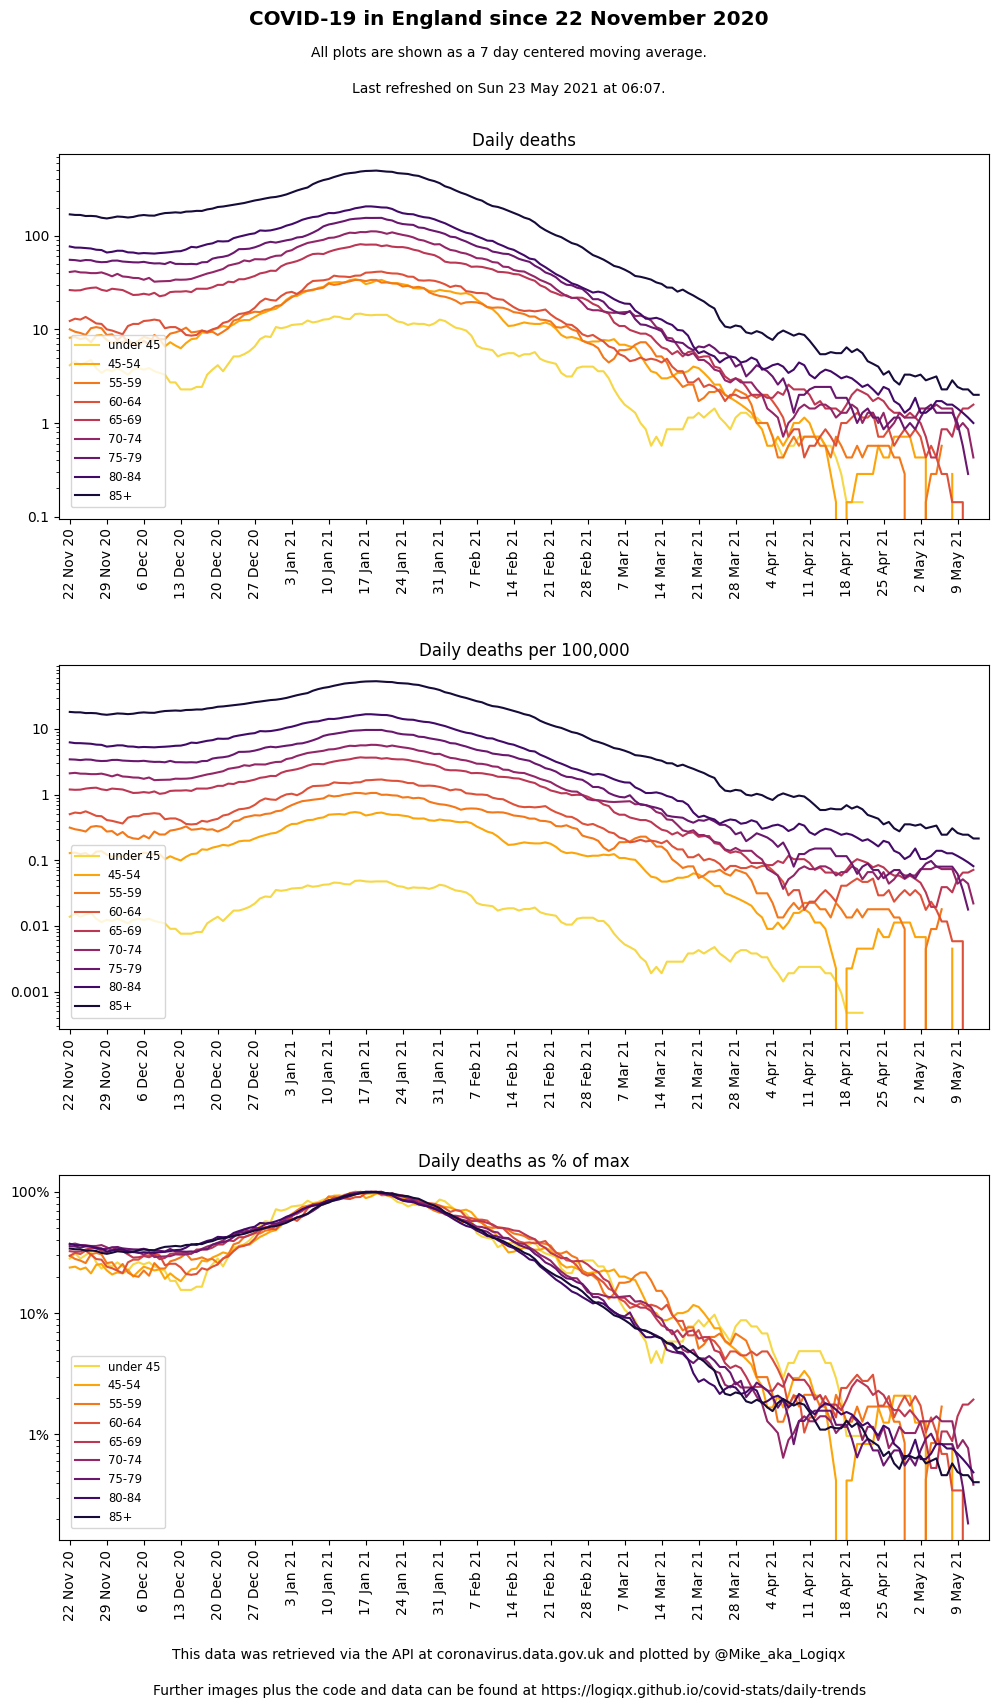 COVID-19 in England since 22 November 2020
All plots are shown as a 7 day centered moving average.
Last refreshed on Sun 23 May 2021 at 06:07.
Daily deaths
100
10
1
0.1
under 45
45-54
55-59
60-64
65-69
70-74
75-79
80-84
85+
22 Nov 20
29 Nov 20
6 Dec 20
13 Dec 20
20 Dec 20
27 Dec 20
3 Jan 21
10 Jan 21
17 Jan 21
24 Jan 21
31 Jan 21
7 Feb 21
14 Feb 21
21 Feb 21
28 Feb 21
7 Mar 21
14 Mar 21
21 Mar 21
28 Mar 21
4 Apr 21
11 Apr 21
18 Apr 21
25 Apr 21
2 May 21
9 May 21
Daily deaths per 100,000
10
1
0.1
0.01
0.001
under 45
45-54
55-59
60-64
65-69
70-74
75-79
80-84
85+
22 Nov 20
29 Nov 20
6 Dec 20
13 Dec 20
20 Dec 20
27 Dec 20
3 Jan 21
10 Jan 21
17 Jan 21
24 Jan 21
31 Jan 21
7 Feb 21
14 Feb 21
21 Feb 21
28 Feb 21
7 Mar 21
14 Mar 21
21 Mar 21
28 Mar 21
4 Apr 21
11 Apr 21
18 Apr 21
25 Apr 21
2 May 21
9 May 21
Daily deaths as % of max
100%
10%
1%
under 45
45-54
55-59
60-64
65-69
70-74
75-79
80-84
85+
22 Nov 20
29 Nov 20
6 Dec 20
13 Dec 20
20 Dec 20
27 Dec 20
3 Jan 21
10 Jan 21
17 Jan 21
24 Jan 21
31 Jan 21
7 Feb 21
14 Feb 21
21 Feb 21
28 Feb 21
7 Mar 21
14 Mar 21
21 Mar 21
28 Mar 21
4 Apr 21
11 Apr 21
18 Apr 21
25 Apr 21
2 May 21
9 May 21
This data was retrieved via the API at coronavirus.data.gov.uk and plotted by @Mike_aka_Logiqx
Further images plus the code and data can be found at https://logiqx.github.io/covid-stats/daily-trends